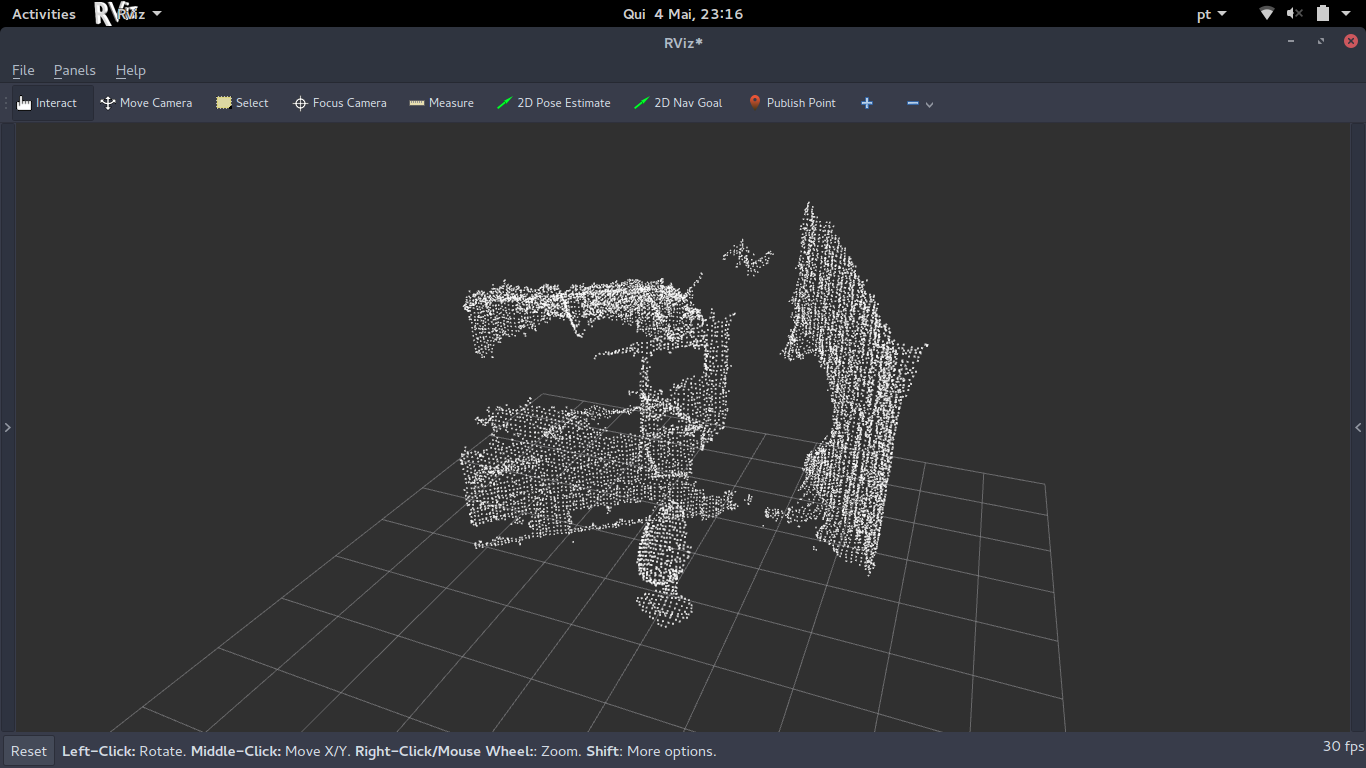 Activities RViz RViz Qui 4 Mai, 23:16 pt
RViz*
File Panels Help
Interact Move Camera Select Focus Camera Measure 2D Pose Estimate 2D Nav Goal Publish Point
Reset Left-Click: Rotate. Middle-Click: Move X/Y. Right-Click/Mouse Wheel:: Zoom. Shift: More options. 30 fps